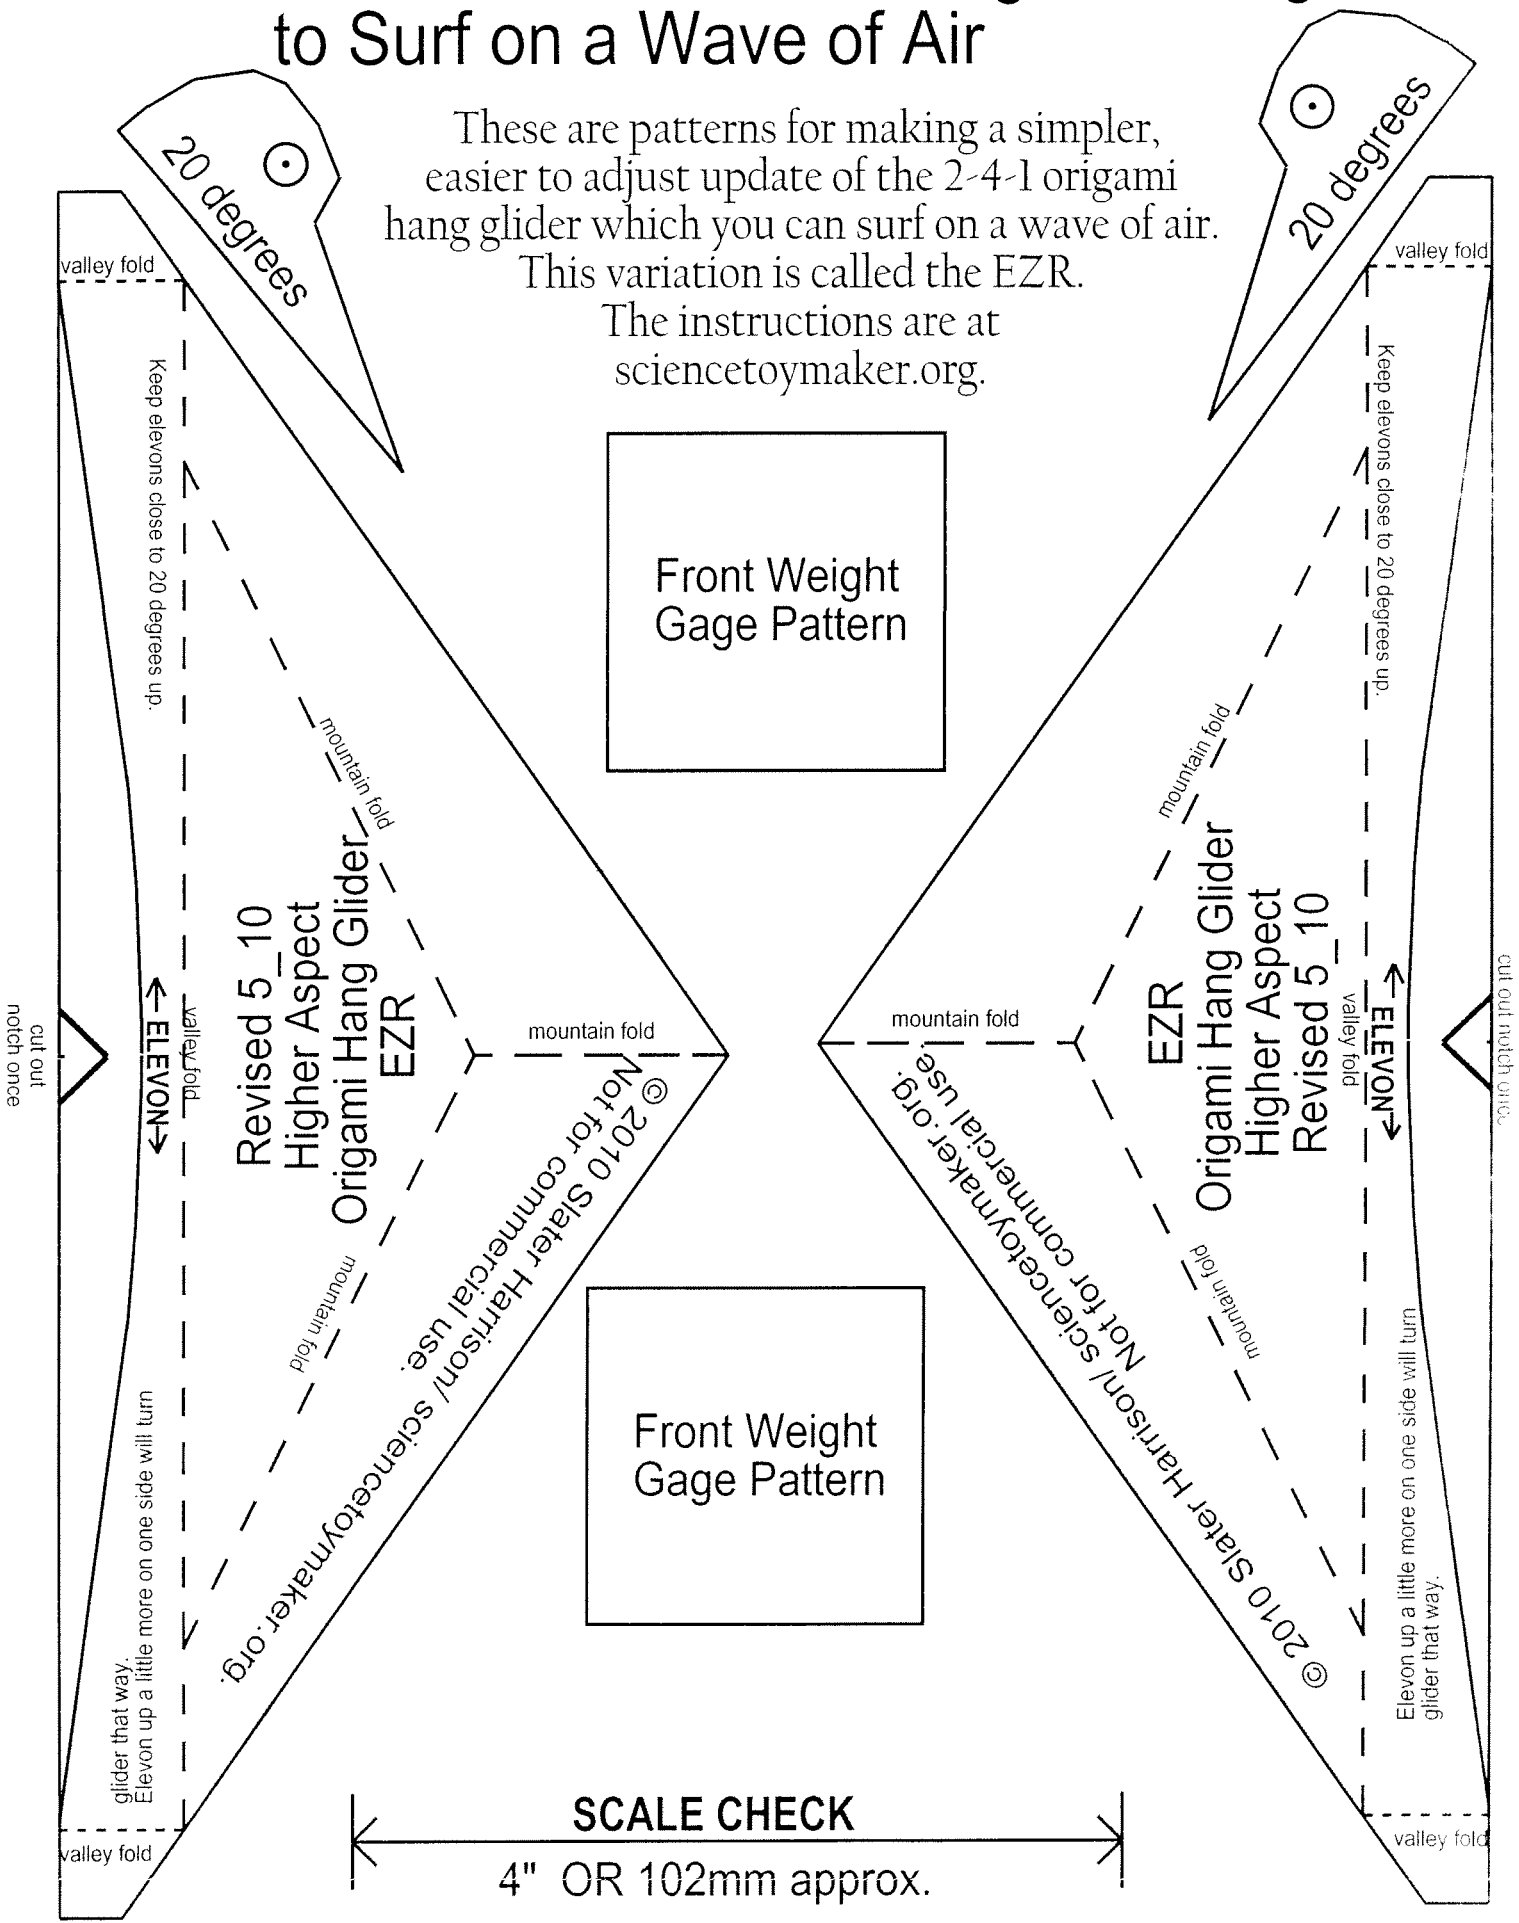 to Surf on a Wave of Air
20 degrees
20 degrees
These are patterns for making a simpler,
easier to adjust update of the 2-4-1 origami
hang glider which you can surf on a wave of air.
This variation is called the EZR.
The instructions are at
sciencetoymaker.org.
valley fold
valley fold
Keep elevons close to 20 degrees up.
Keep elevons close to 20 degrees up.
Front Weight
Gage Pattern
mountain fold
mountain fold
Revised 5_10
Higher Aspect
Origami Hang Glider
EZR
EZR
Origami Hang Glider
Higher Aspect
Revised 5_10
cut out
notch once
ELEVON
valley fold
mountain fold
mountain fold
valley fold
ELEVON
cut out notch once
© 2010 Slater Harrison/ sciencetoymaker.org.
Not for commercial use.
© 2010 Slater Harrison/ sciencetoymaker.org.
Not for commercial use.
mountain fold
mountain fold
Front Weight
Gage Pattern
Elevon up a little more on one side will turn
glider that way.
Elevon up a little more on one side will turn
glider that way.
SCALE CHECK
4" OR 102mm approx.
valley fold
valley fold